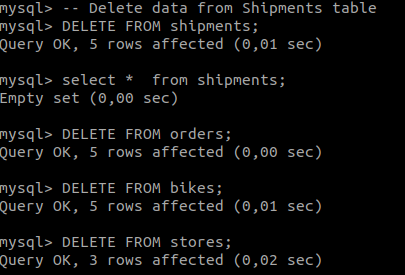 mysql> -- Delete data from Shipments table
mysql> DELETE FROM shipments;
Query OK, 5 rows affected (0,01 sec)
mysql> select *  from shipments;
Empty set (0,00 sec)
mysql> DELETE FROM orders;
Query OK, 5 rows affected (0,00 sec)
mysql> DELETE FROM bikes;
Query OK, 5 rows affected (0,01 sec)
mysql> DELETE FROM stores;
Query OK, 3 rows affected (0,02 sec)